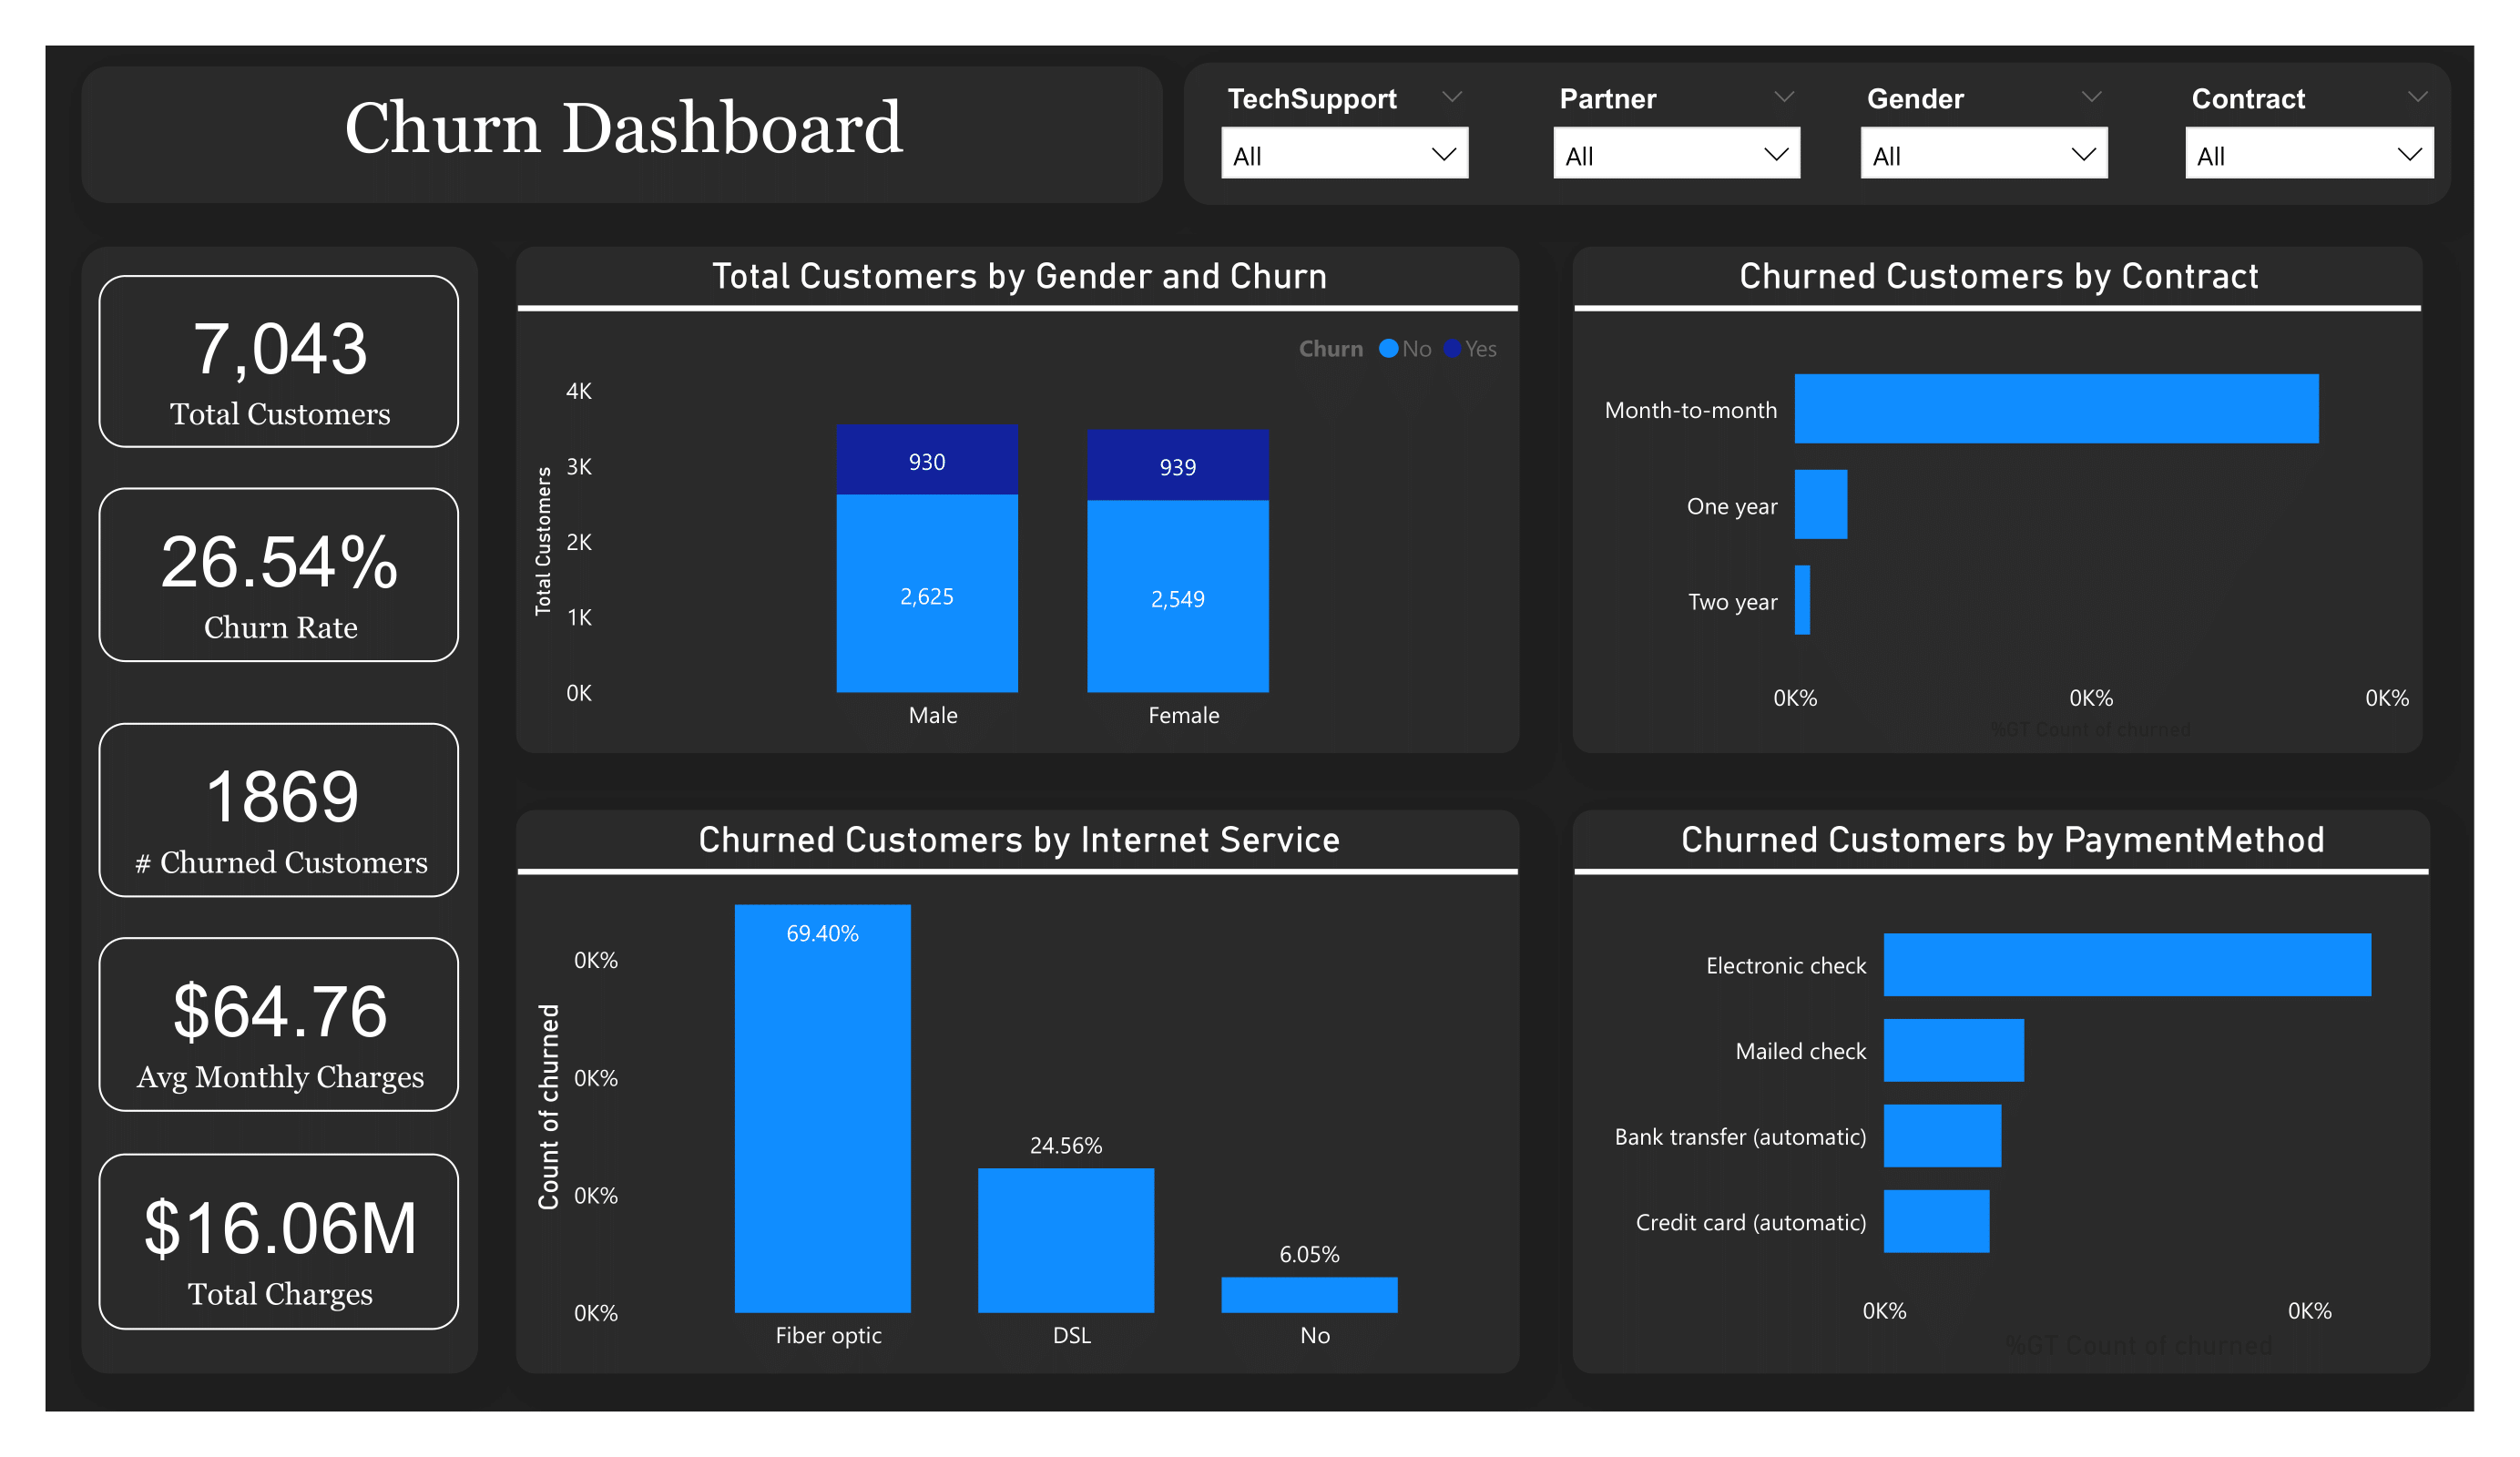 Churn Dashboard
TechSupport
All
Partner
All
Gender
All
Contract
All
7,043
Total Customers
26.54%
Churn Rate
1869
# Churned Customers
$64.76
Avg Monthly Charges
$16.06M
Total Charges
Total Customers by Gender and Churn
Churn No Yes
Total Customers
4K
3K
2K
1K
0K
930
2,625
939
2,549
Male
Female
Churned Customers by Contract
Month-to-month
One year
Two year
0K%
0K%
0K%
%GT Count of churned
Churned Customers by Internet Service
Count of churned
0K%
0K%
0K%
0K%
69.40%
24.56%
6.05%
Fiber optic
DSL
No
Churned Customers by PaymentMethod
Electronic check
Mailed check
Bank transfer (automatic)
Credit card (automatic)
0K%
0K%
%GT Count of churned